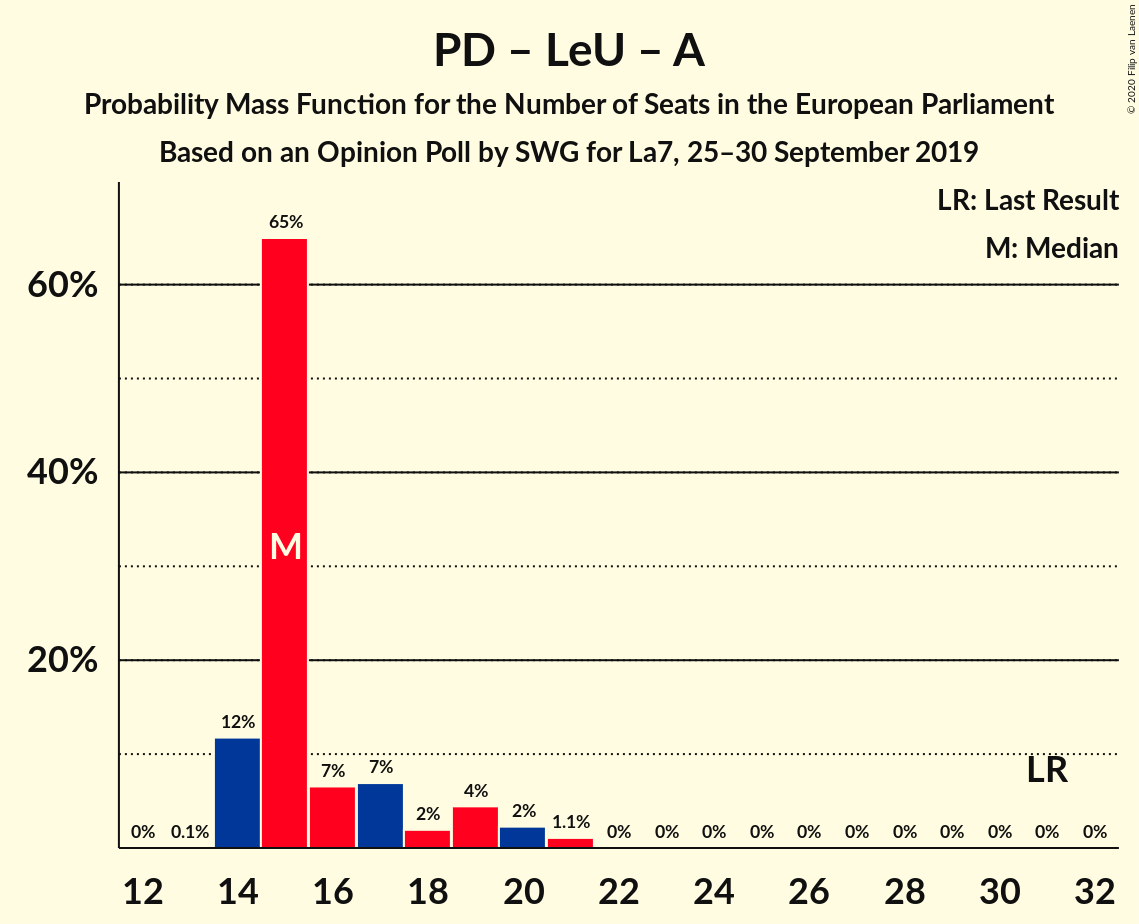 PD – LeU – A
Probability Mass Function for the Number of Seats in the European Parliament
Based on an Opinion Poll by SWG for La7, 25–30 September 2019
© 2020 Filip van Laenen
LR: Last Result
M: Median
65%
60%
M
40%
20%
12%
LR
7% 7%
4%
2% 2%
1.1%
0% 0.1% 0% 0% 0% 0% 0% 0% 0% 0% 0% 0% 0%
12 14 16 18 20 22 24 26 28 30 32